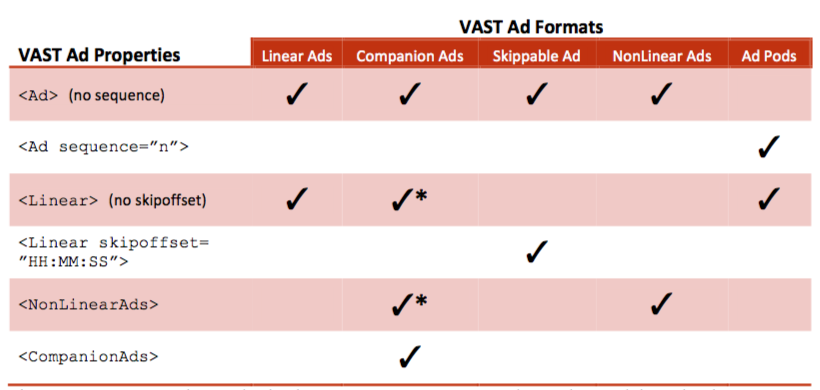 VAST Ad Formats
VAST Ad Properties Linear Ads Companion Ads Skippable Ad NonLinear Ads Ad Pods
<Ad> (no sequence) ✓ ✓ ✓ ✓
<Ad sequence=”n”> ✓
<Linear> (no skipoffset) ✓ ✓* ✓
<Linear skipoffset=
”HH:MM:SS”> ✓
<NonLinearAds> ✓* ✓
<CompanionAds> ✓